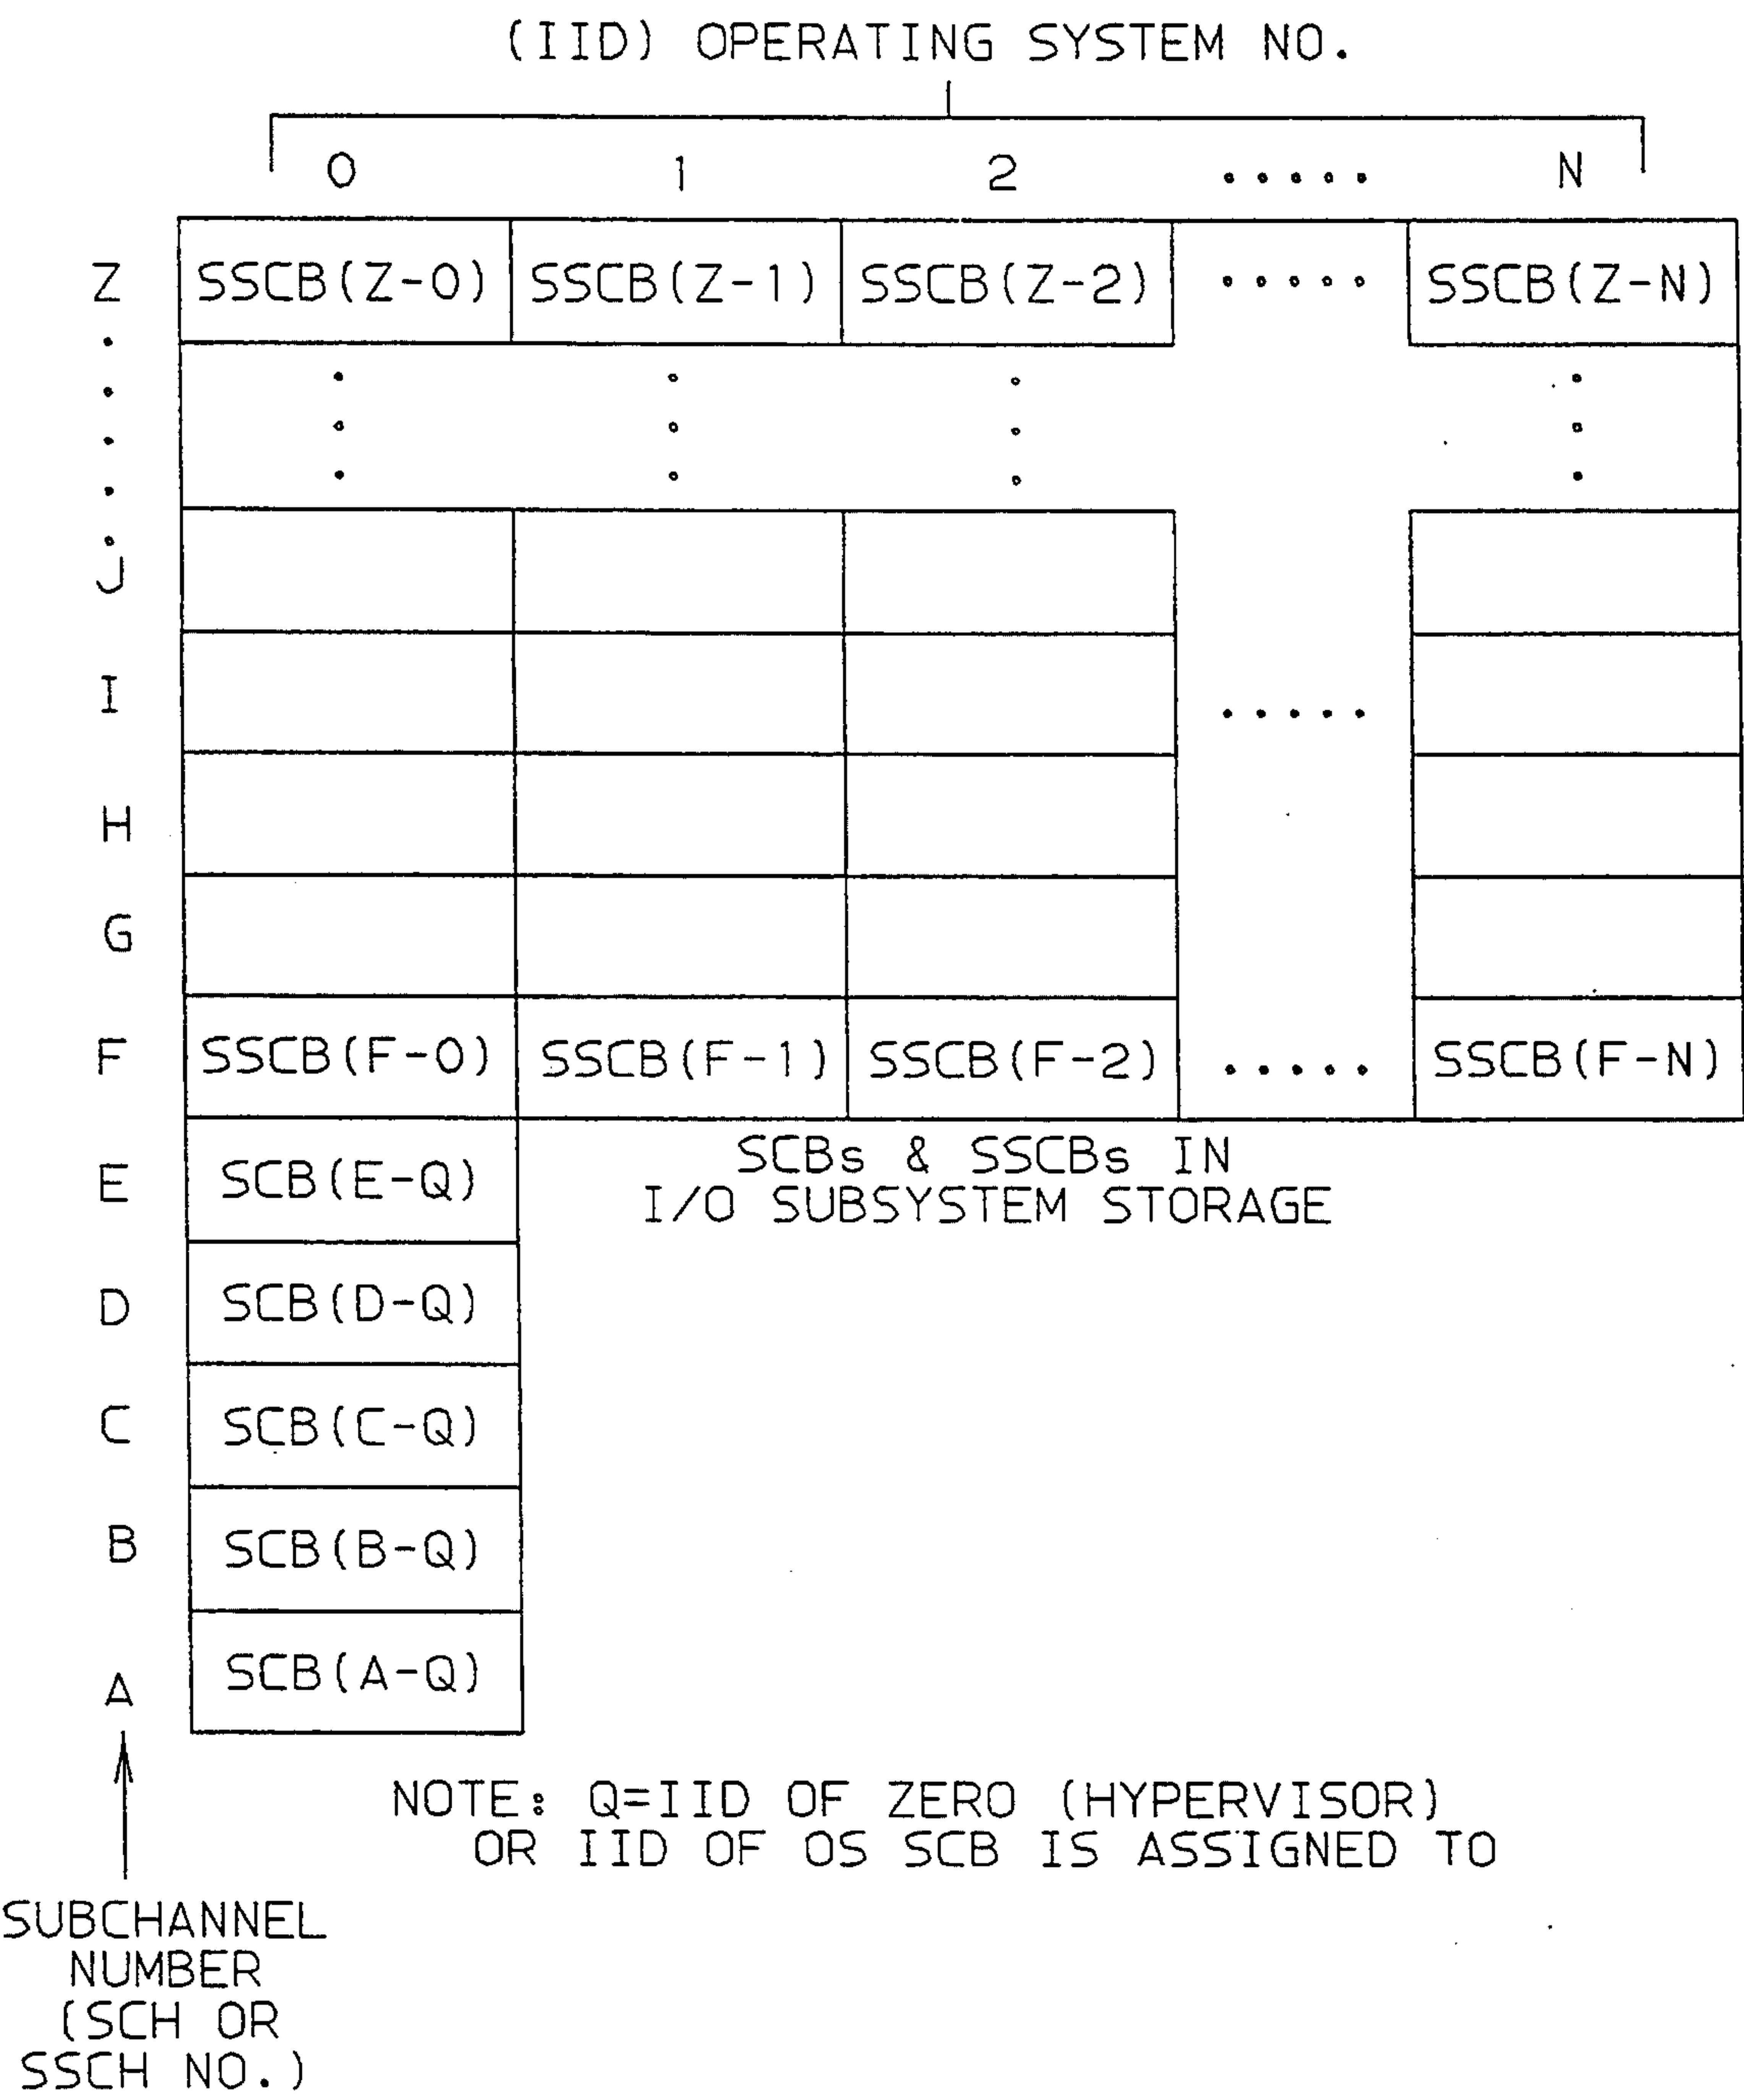 (IID) OPERATING SYSTEM NO.
0 1 2 ..... N
Z SSCB(Z-0) SSCB(Z-1) SSCB(Z-2) ..... SSCB(Z-N)
J
I .....
H
G
F SSCB(F-0) SSCB(F-1) SSCB(F-2) ..... SSCB(F-N)
E SCB(E-Q)
SCBs & SSCBs IN
I/O SUBSYSTEM STORAGE
D SCB(D-Q)
C SCB(C-Q)
B SCB(B-Q)
A SCB(A-Q)
NOTE: Q=IID OF ZERO (HYPERVISOR)
OR IID OF OS SCB IS ASSIGNED TO
SUBCHANNEL
NUMBER
(SCH OR
SSCH NO.)